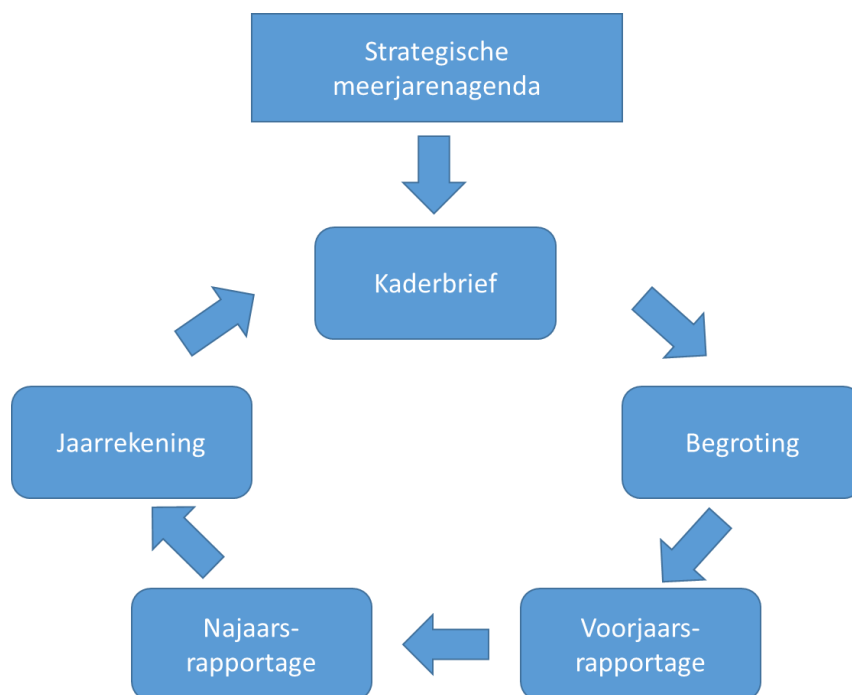 Strategische
meerjarenagenda
Kaderbrief
Jaarrekening
Begroting
Najaars-
rapportage
Voorjaars-
rapportage